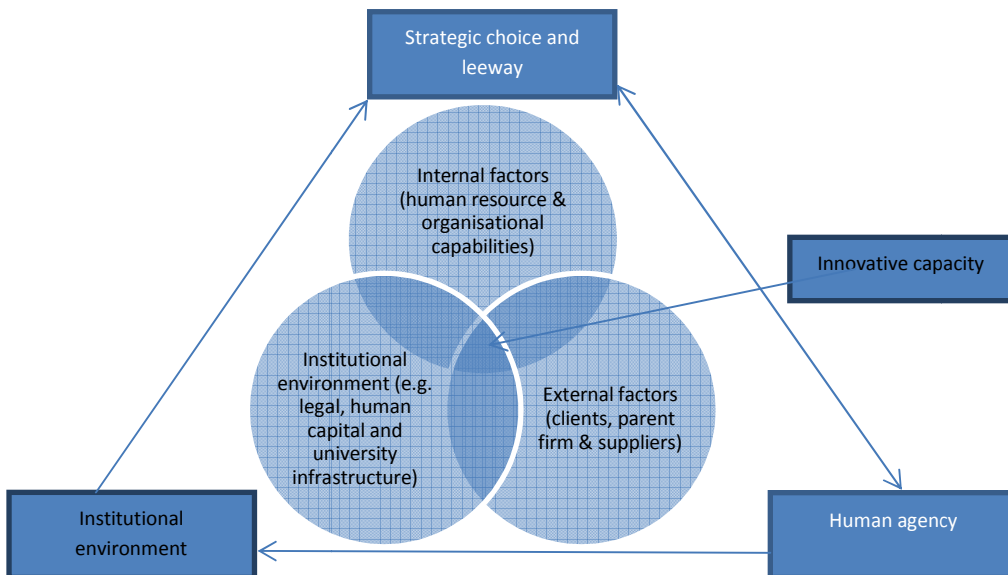 Strategic choice and
leeway
Internal factors
(human resource &
organisational
capabilities)
Innovative capacity
Institutional
environment (e.g.
legal, human
capital and
university
infrastructure)
External factors
(clients, parent
firm & suppliers)
Institutional
environment
Human agency